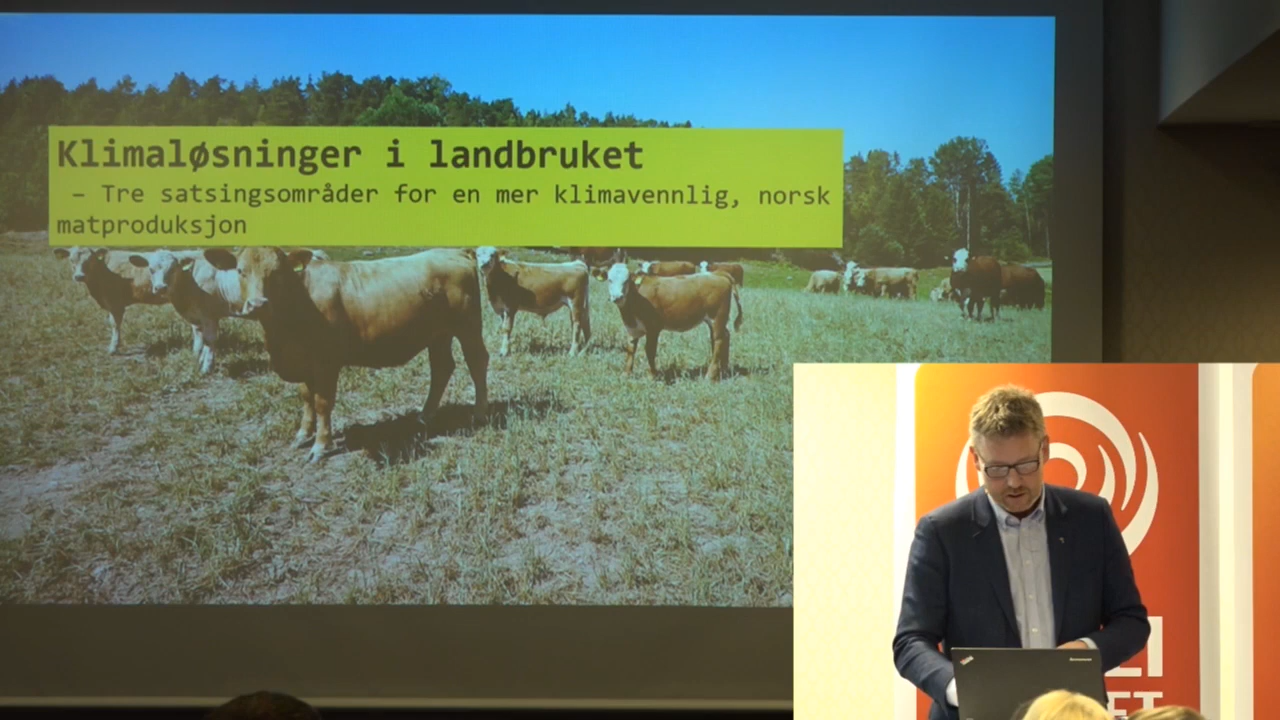 Klimaløsninger i landbruket
– Tre satsingsområder for en mer klimavennlig, norsk
matproduksjon